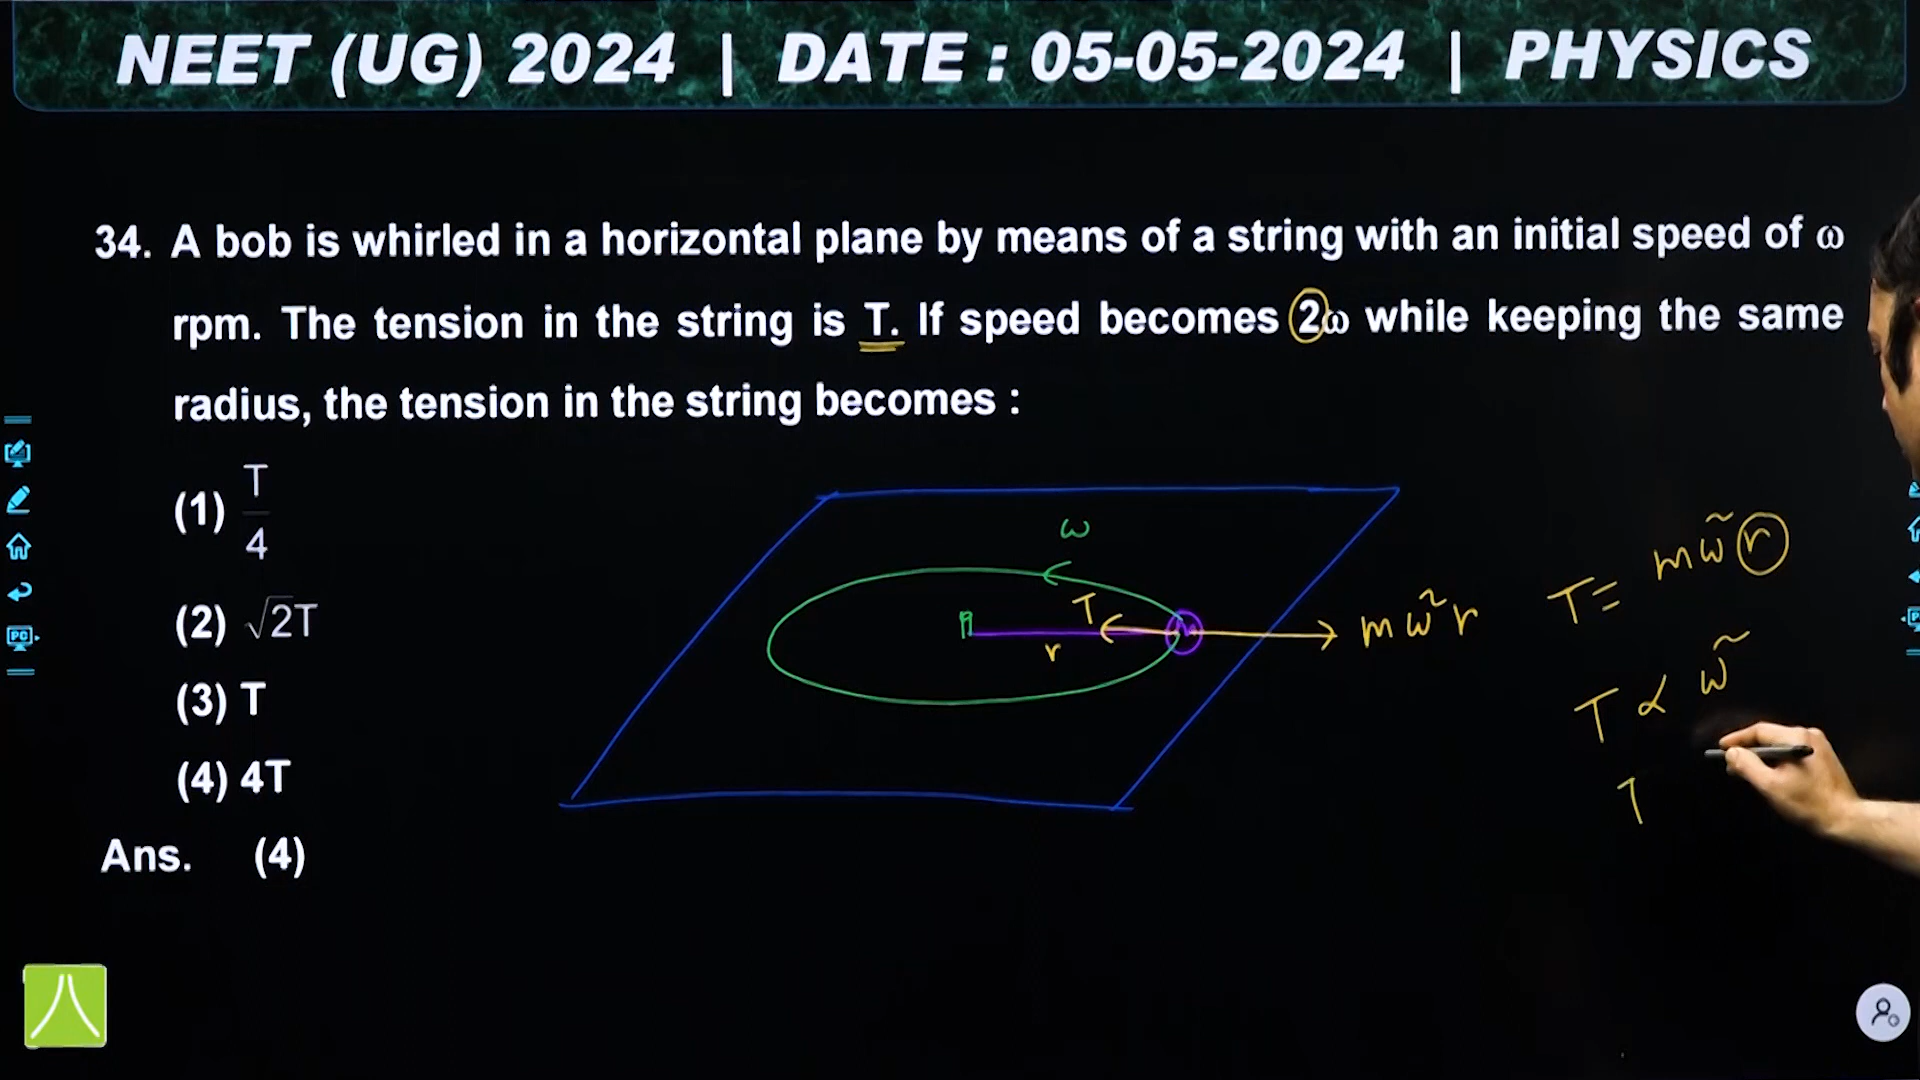 NEET (UG) 2024 | DATE : 05-05-2024 | PHYSICS
34. A bob is whirled in a horizontal plane by means of a string with an initial speed of ω
rpm. The tension in the string is T. If speed becomes 2ω while keeping the same
radius, the tension in the string becomes :
(1) T/4
(2) √2T
(3) T
(4) 4T
Ans. (4)
ω
T
r
mω²r
T = mω²r
T ∝ ω²
T
PC